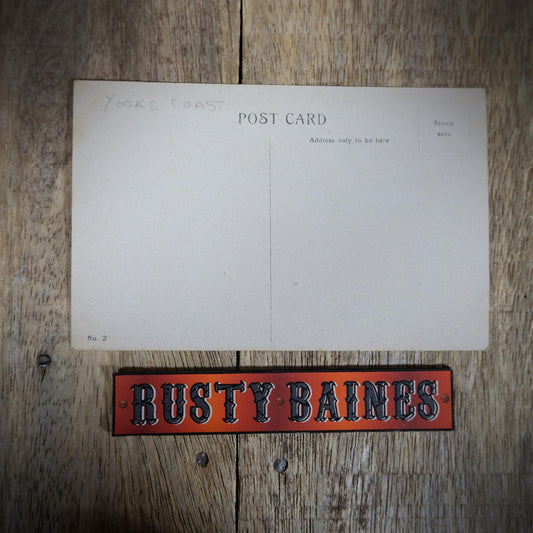 YORKS COAST
POST CARD
Stamp
here
Address only to be here
No. 2
RUSTY BAINES